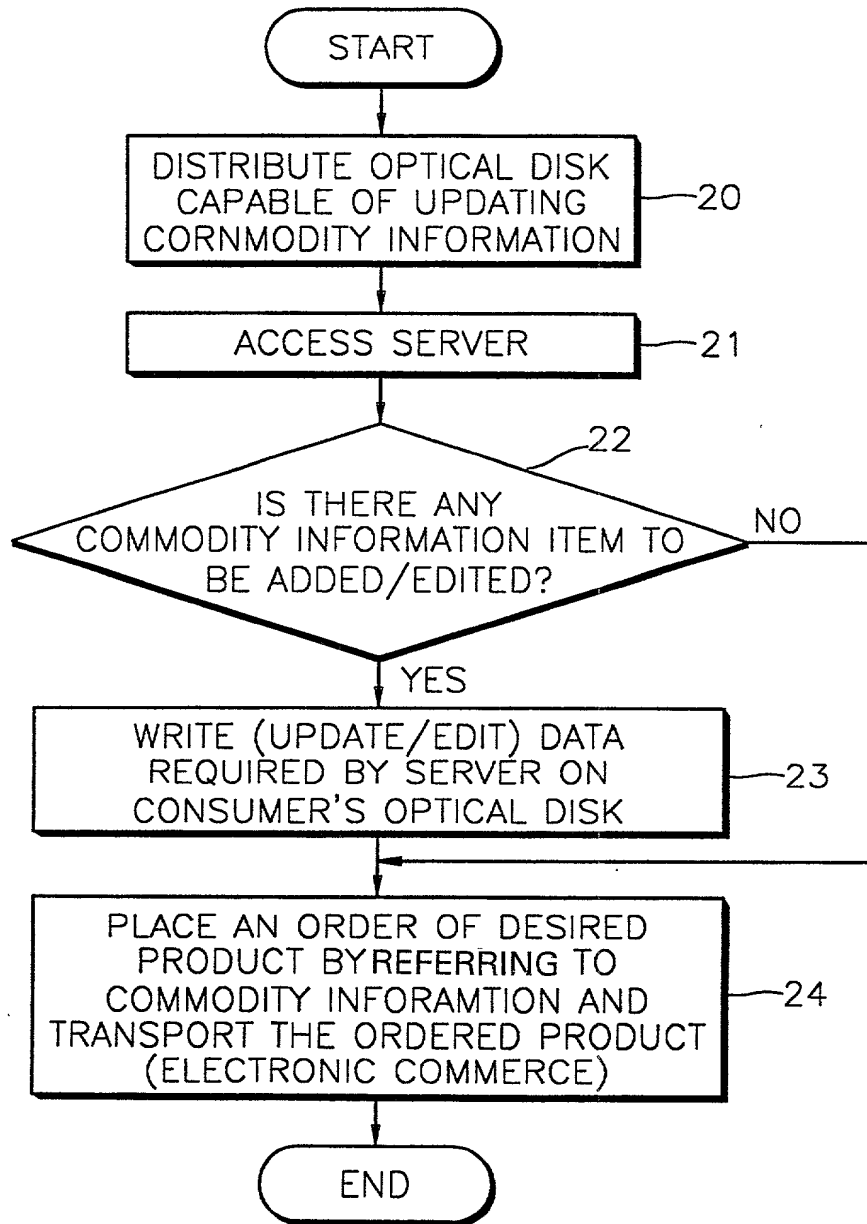 START
DISTRIBUTE OPTICAL DISK
CAPABLE OF UPDATING
CORNMODITY INFORMATION
20
ACCESS SERVER
21
22
IS THERE ANY
COMMODITY INFORMATION ITEM TO
BE ADDED/EDITED?
NO
YES
WRITE (UPDATE/EDIT) DATA
REQUIRED BY SERVER ON
CONSUMER'S OPTICAL DISK
23
PLACE AN ORDER OF DESIRED
PRODUCT BY REFERRING TO
COMMODITY INFORAMTION AND
TRANSPORT THE ORDERED PRODUCT
(ELECTRONIC COMMERCE)
24
END